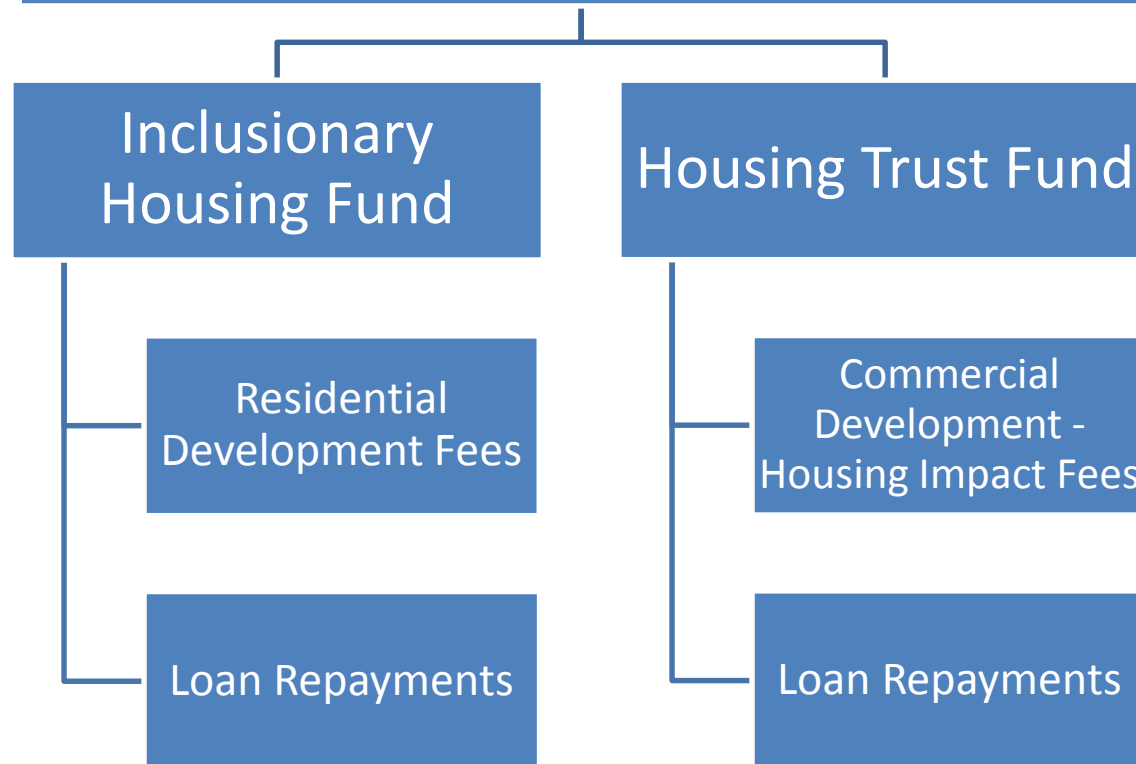 Inclusionary
Housing Fund
Housing Trust Fund
Residential
Development Fees
Commercial
Development -
Housing Impact Fees
Loan Repayments
Loan Repayments